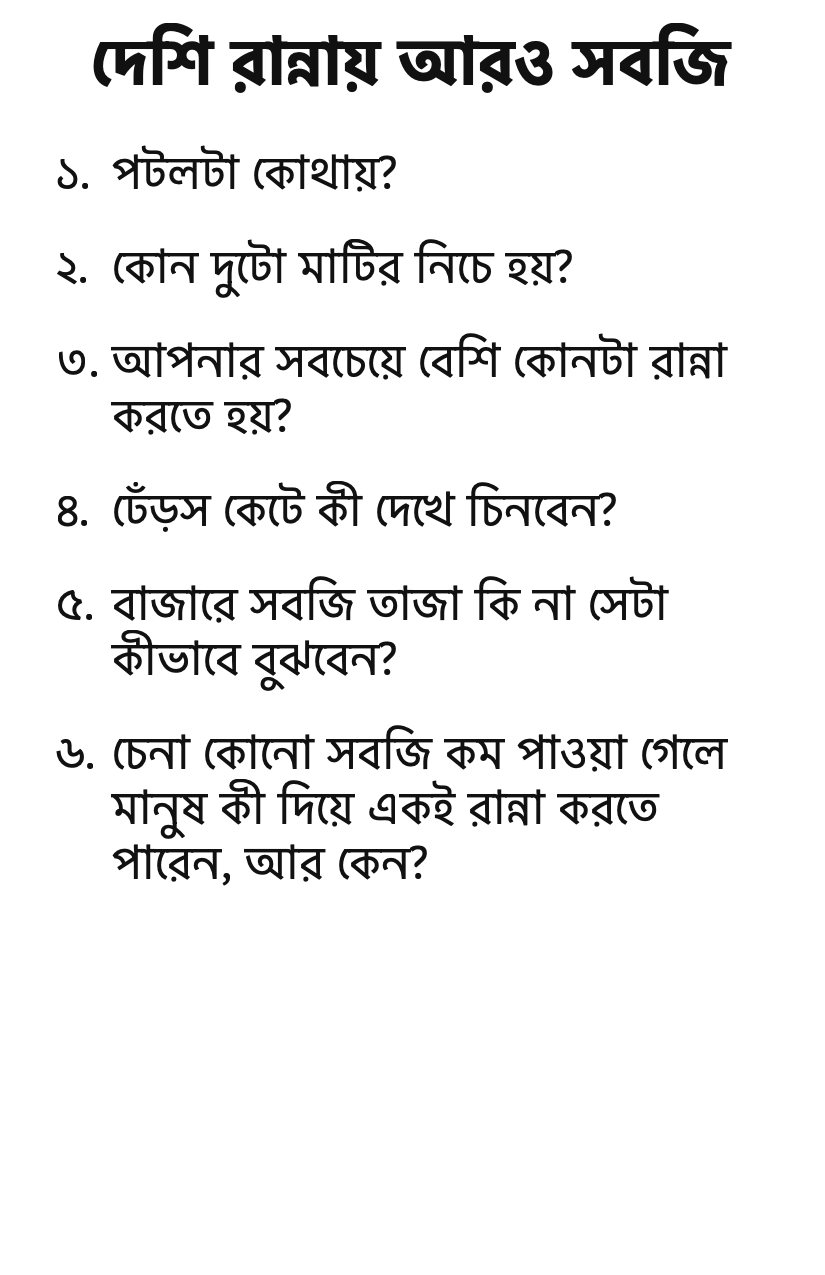 দেশি রান্নায় আরও সবজি
১. পটলটা কোথায়?
২. কোন দুটো মাটির নিচে হয়?
৩. আপনার সবচেয়ে বেশি কোনটা রান্না
করতে হয়?
৪. ঢেঁড়স কেটে কী দেখে চিনবেন?
৫. বাজারে সবজি তাজা কি না সেটা
কীভাবে বুঝবেন?
৬. চেনা কোনো সবজি কম পাওয়া গেলে
মানুষ কী দিয়ে একই রান্না করতে
পারেন, আর কেন?